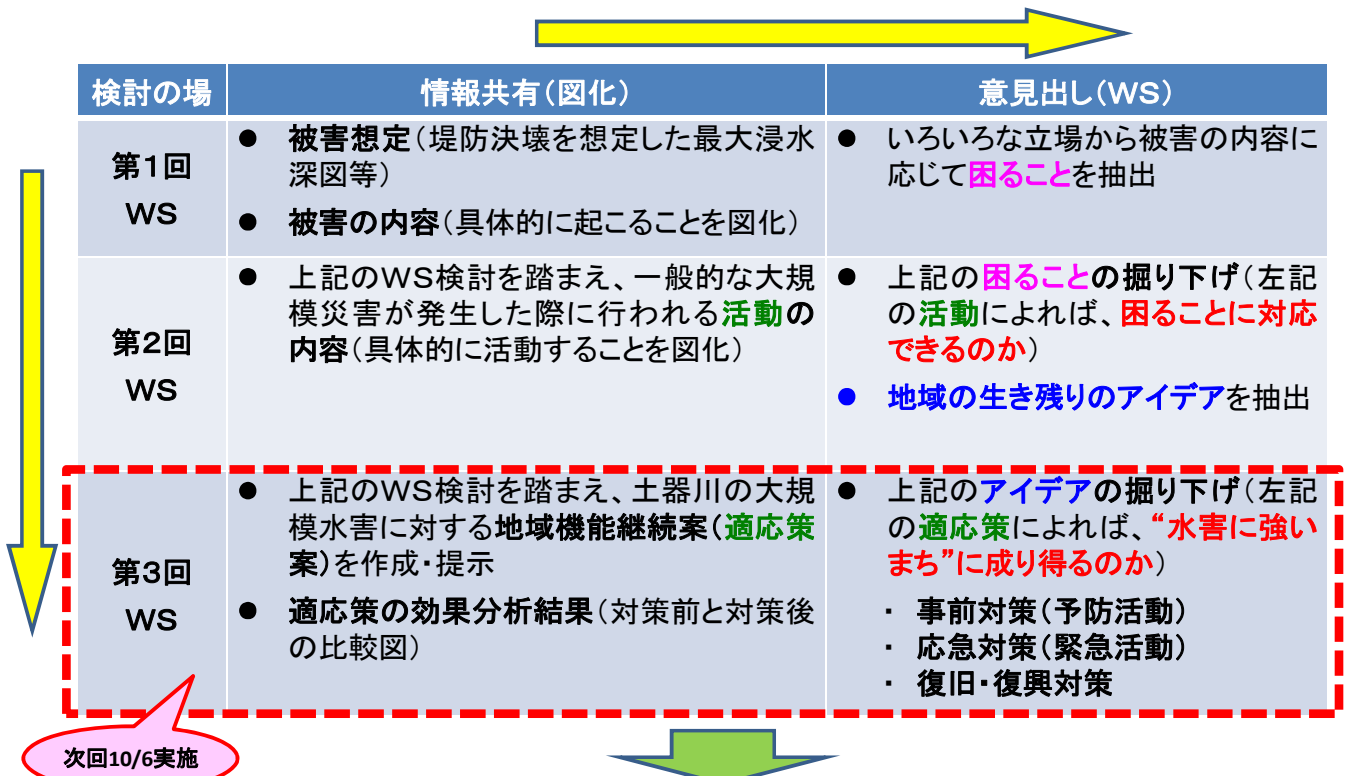 検討の場
情報共有(図化)
意見出し(WS)
第1回
WS
● 被害想定(堤防決壊を想定した最大浸水
深図等)
● 被害の内容(具体的に起こることを図化)
● いろいろな立場から被害の内容に
応じて困ることを抽出
第2回
WS
● 上記のWS検討を踏まえ、一般的な大規
模災害が発生した際に行われる活動の
内容(具体的に活動することを図化)
● 上記の困ることの掘り下げ(左記
の活動によれば、困ることに対応
できるのか)
● 地域の生き残りのアイデアを抽出
第3回
WS
● 上記のWS検討を踏まえ、土器川の大規
模水害に対する地域機能継続案(適応策
案)を作成・提示
● 適応策の効果分析結果(対策前と対策後
の比較図)
● 上記のアイデアの掘り下げ(左記
の適応策によれば、“水害に強い
まち”に成り得るのか)
・ 事前対策(予防活動)
・ 応急対策(緊急活動)
・ 復旧・復興対策
次回10/6実施